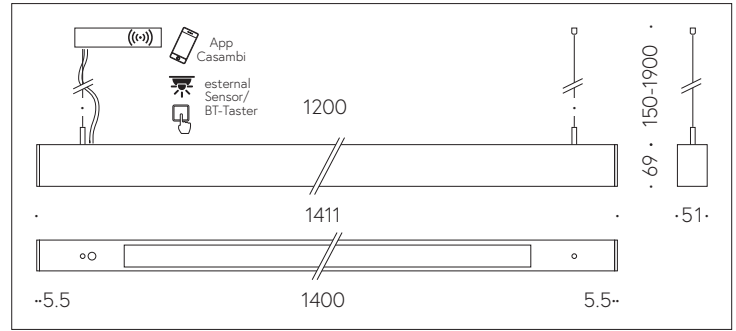 App
Casambi
esternal
Sensor/
BT-Taster
1200
150-1900
69
1411
51
5.5
1400
5.5